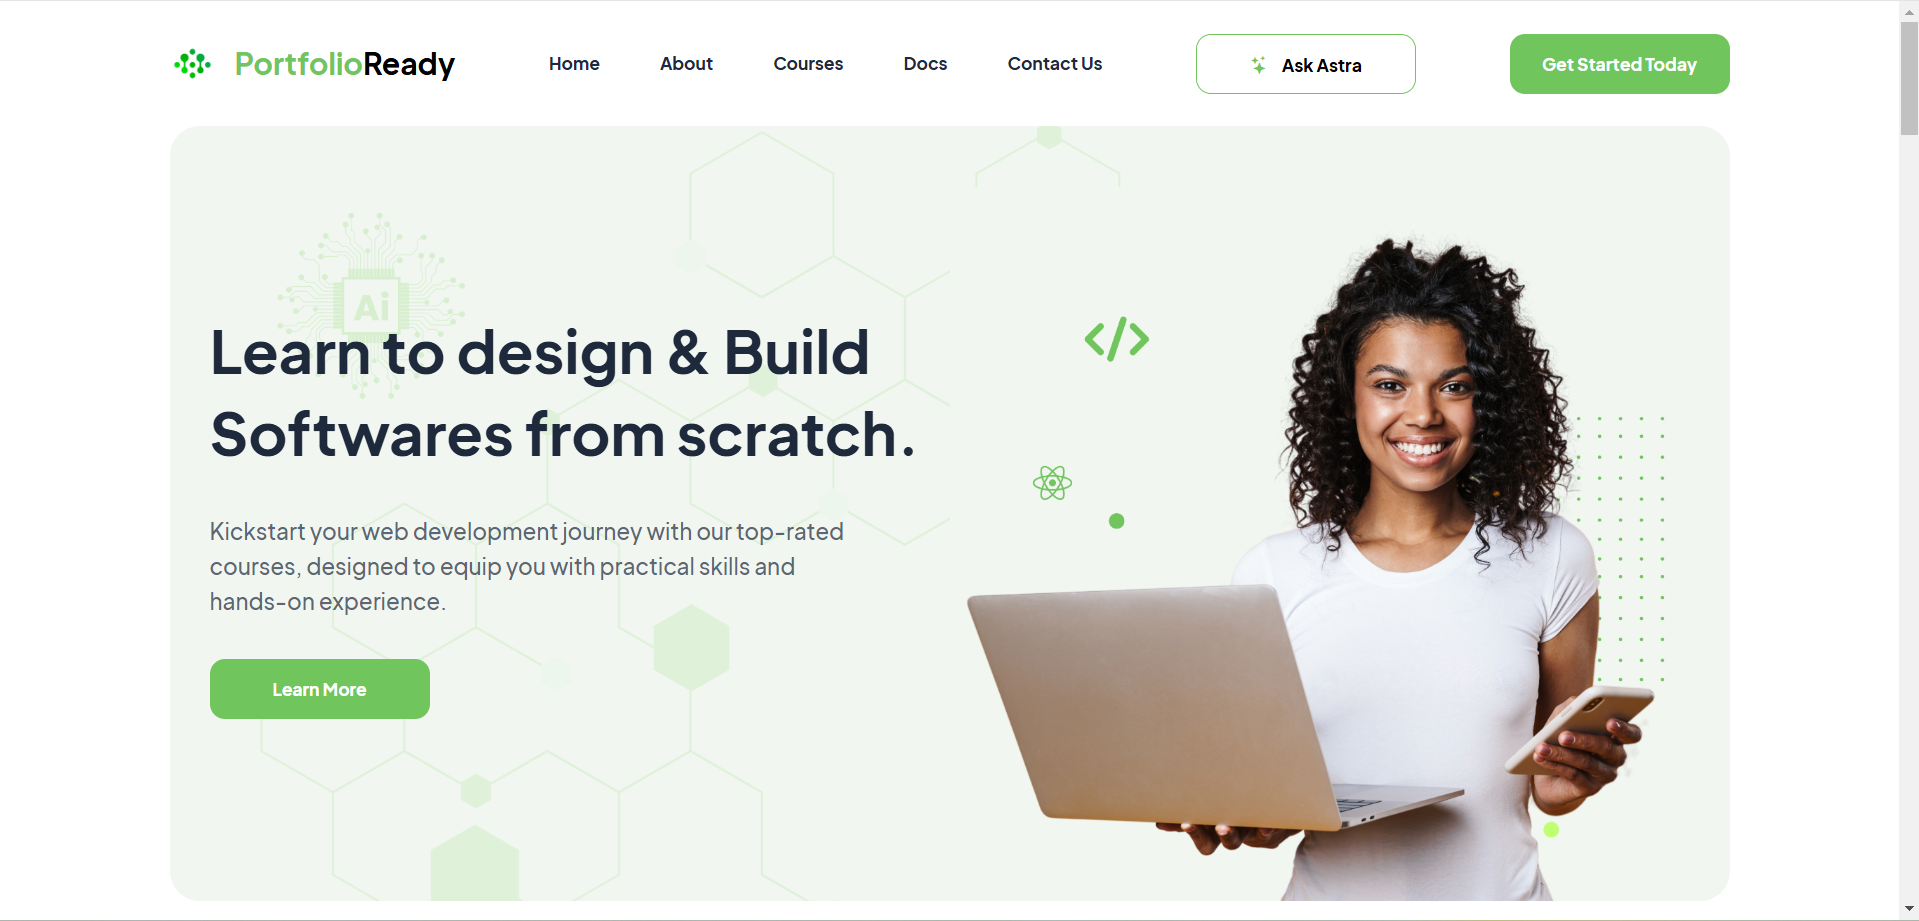 PortfolioReady
Home
About
Courses
Docs
Contact Us
Ask Astra
Get Started Today
Ai
Learn to design & Build
Softwares from scratch.
Kickstart your web development journey with our top-rated
courses, designed to equip you with practical skills and
hands-on experience.
Learn More